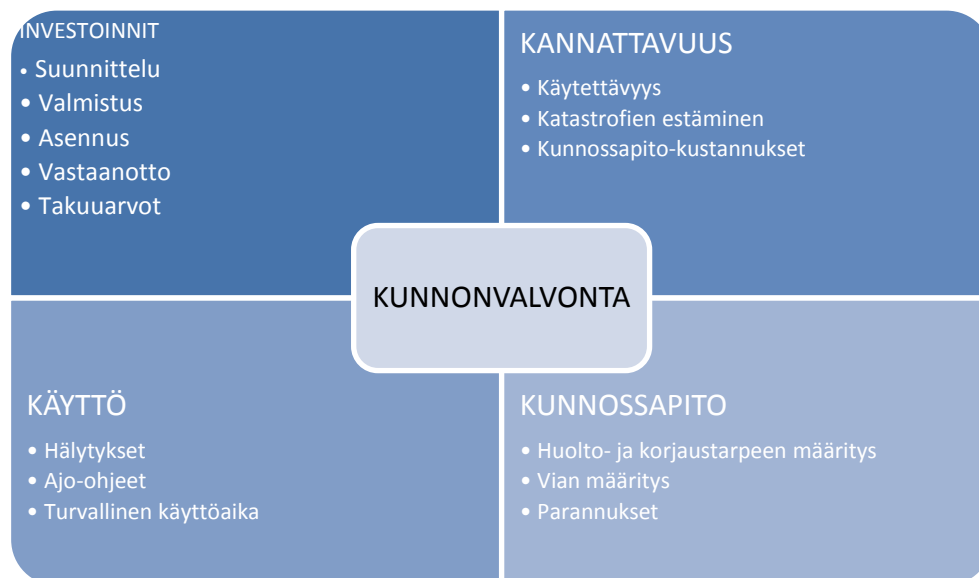 INVESTOINNIT
• Suunnittelu
• Valmistus
• Asennus
• Vastaanotto
• Takuuarvot
KANNATTAVUUS
• Käytettävyys
• Katastrofien estäminen
• Kunnossapito-kustannukset
KUNNONVALVONTA
KÄYTTÖ
• Hälytykset
• Ajo-ohjeet
• Turvallinen käyttöaika
KUNNOSSAPITO
• Huolto- ja korjaustarpeen määritys
• Vian määritys
• Parannukset